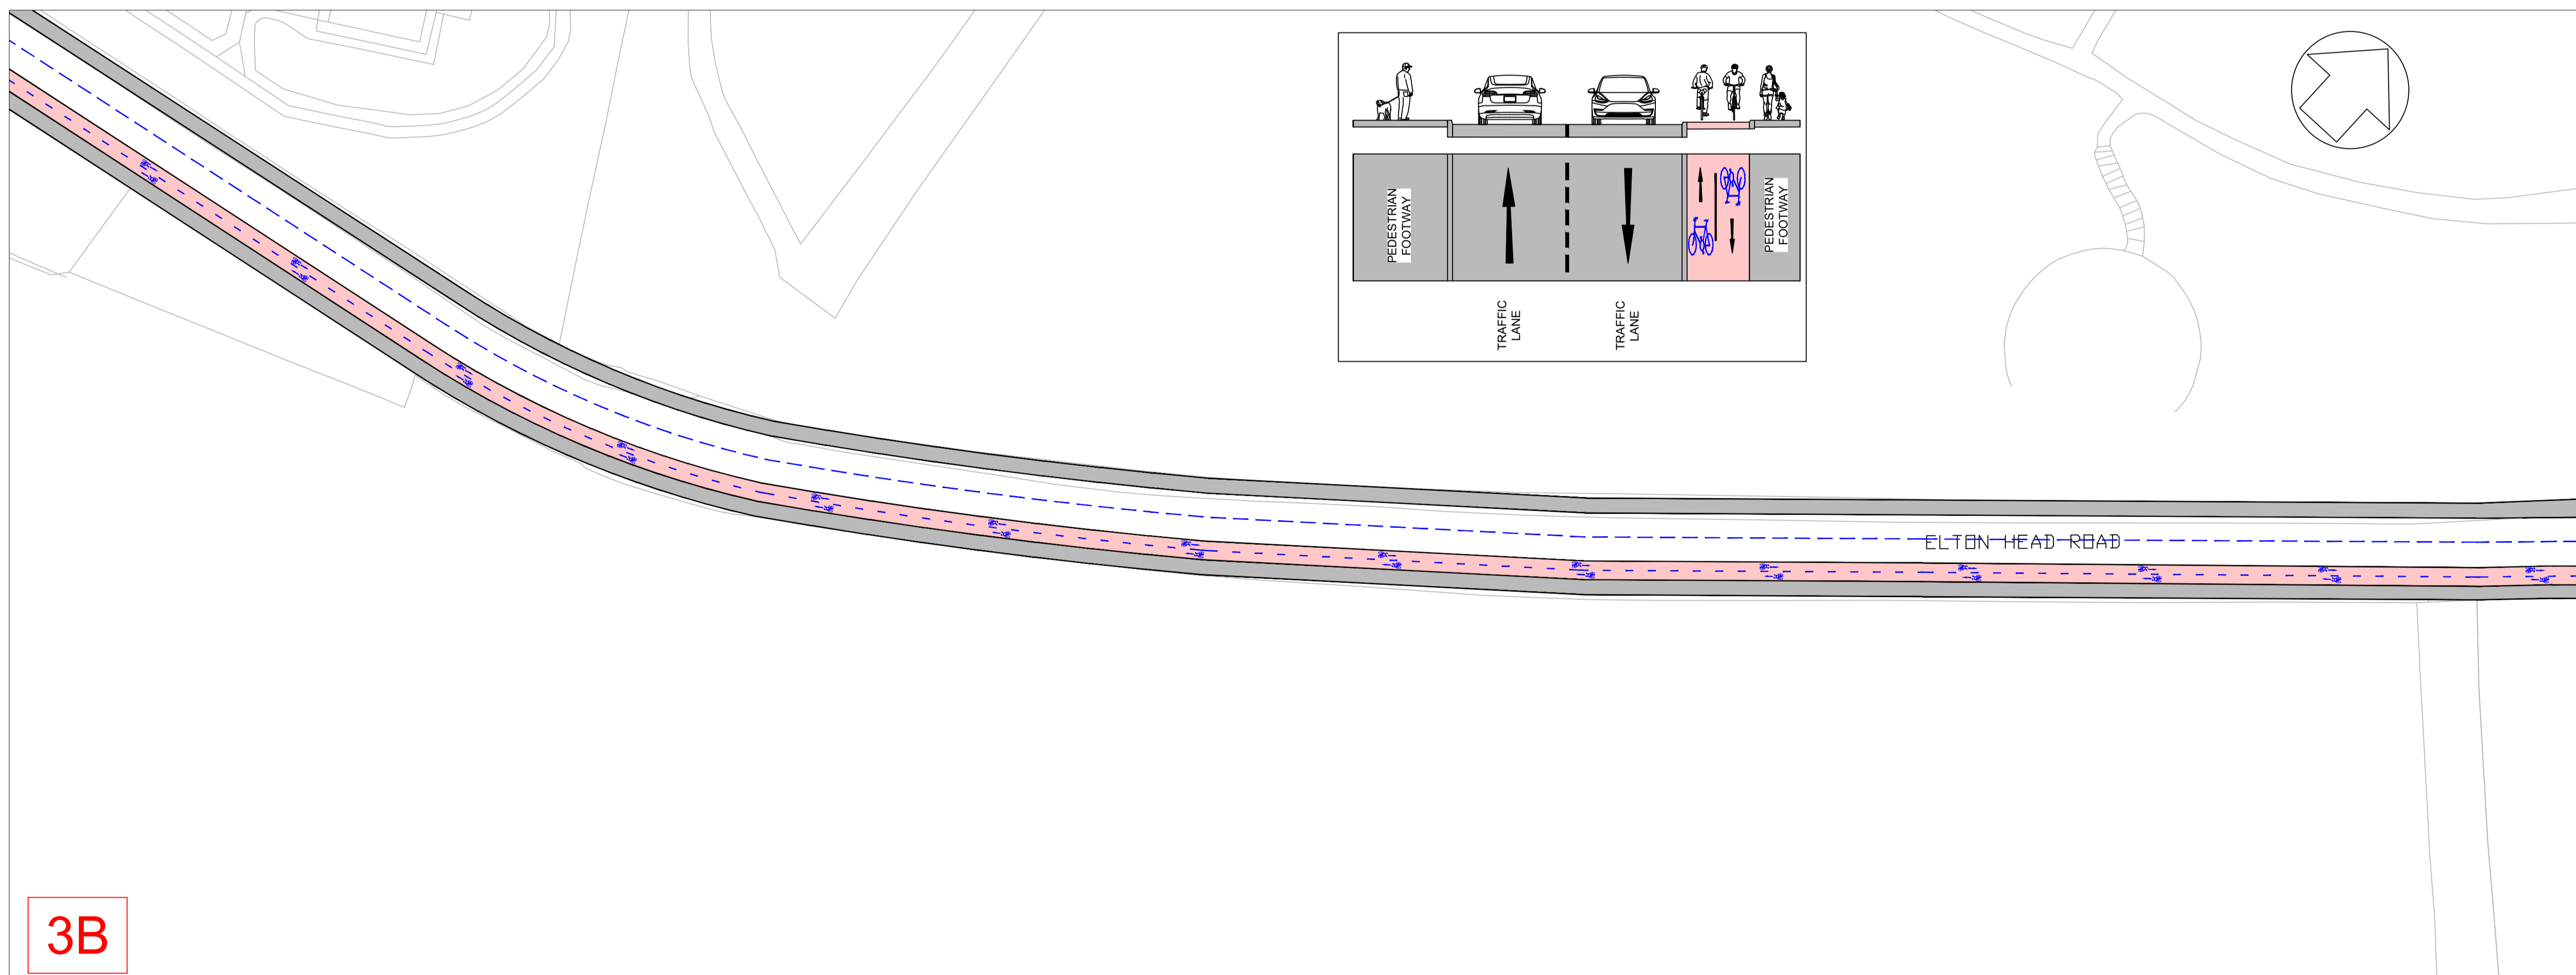 PEDESTRIAN
FOOTWAY
PEDESTRIAN
FOOTWAY
TRAFFIC
LANE
TRAFFIC
LANE
ELTON HEAD ROAD
3B